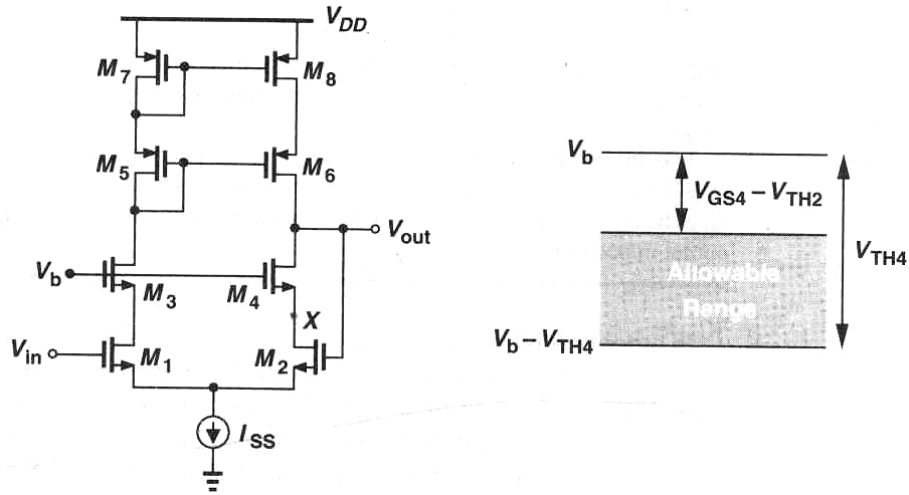 V_DD
M_7
M_8
M_5
M_6
V_out
V_b
M_3
M_4
X
V_in
M_1
M_2
I_SS
V_b
V_GS4 – V_TH2
V_TH4
Allowable
Range
V_b – V_TH4